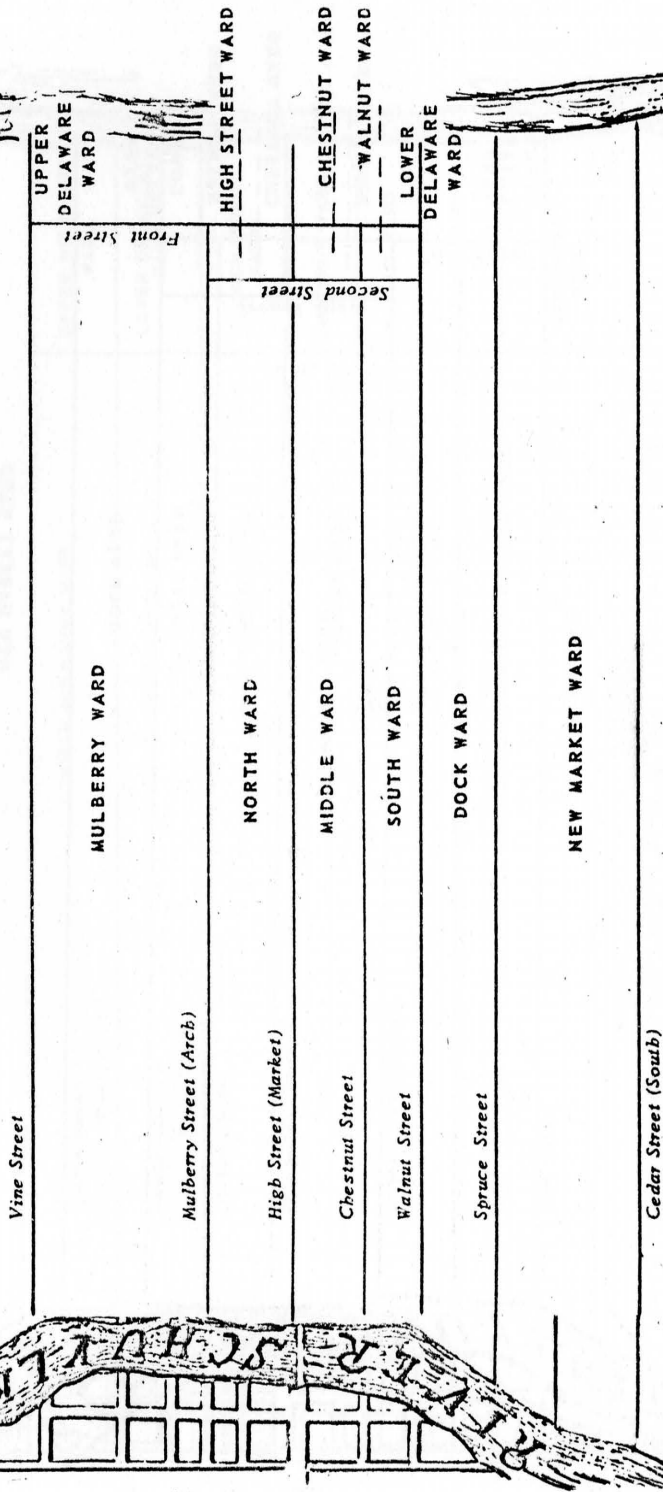 UPPER
DELAWARE
WARD
HIGH STREET WARD
CHESTNUT WARD
WALNUT WARD
LOWER
DELAWARE
WARD
Front Street
Second Street
MULBERRY WARD
NORTH WARD
MIDDLE WARD
SOUTH WARD
DOCK WARD
NEW MARKET WARD
Vine Street
Mulberry Street (Arch)
High Street (Market)
Chestnut Street
Walnut Street
Spruce Street
Cedar Street (South)
SCHUYL
RIVER